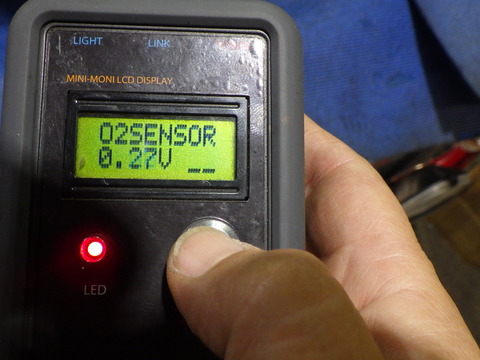 LIGHT LINK
MINI-MONI LCD DISPLAY
O2SENSOR
0.27V
LED